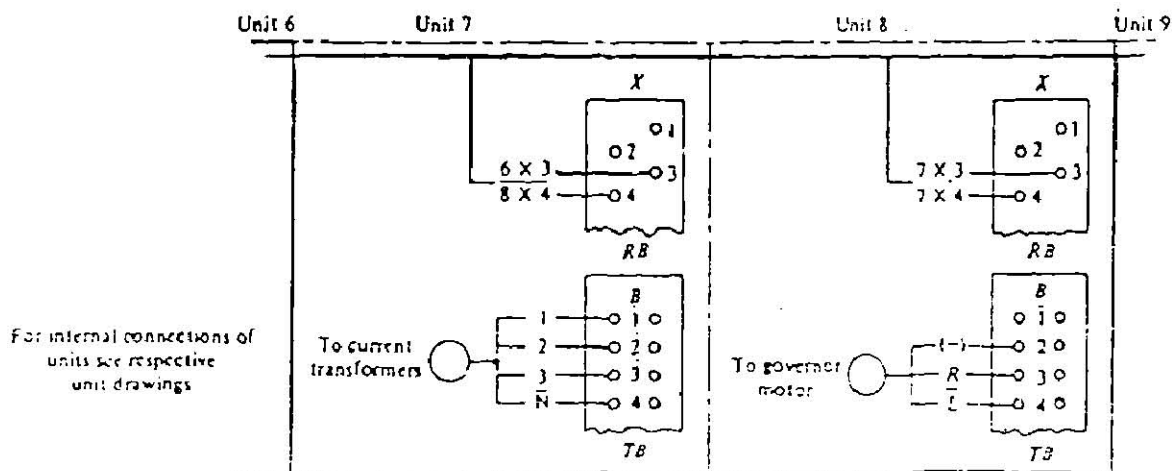 Unit 6 Unit 7 Unit 8 Unit 9
X X
1 1
2 2
6 X 3 3 7 X 3 3
8 X 4 4 7 X 4 4
RB RB
B B
1 1 1
2 2 (−) 2
3 3 R 3
N 4 L 4
TB TB
For internal connections of
units see respective
unit drawings
To current
transformers
To governor
motor